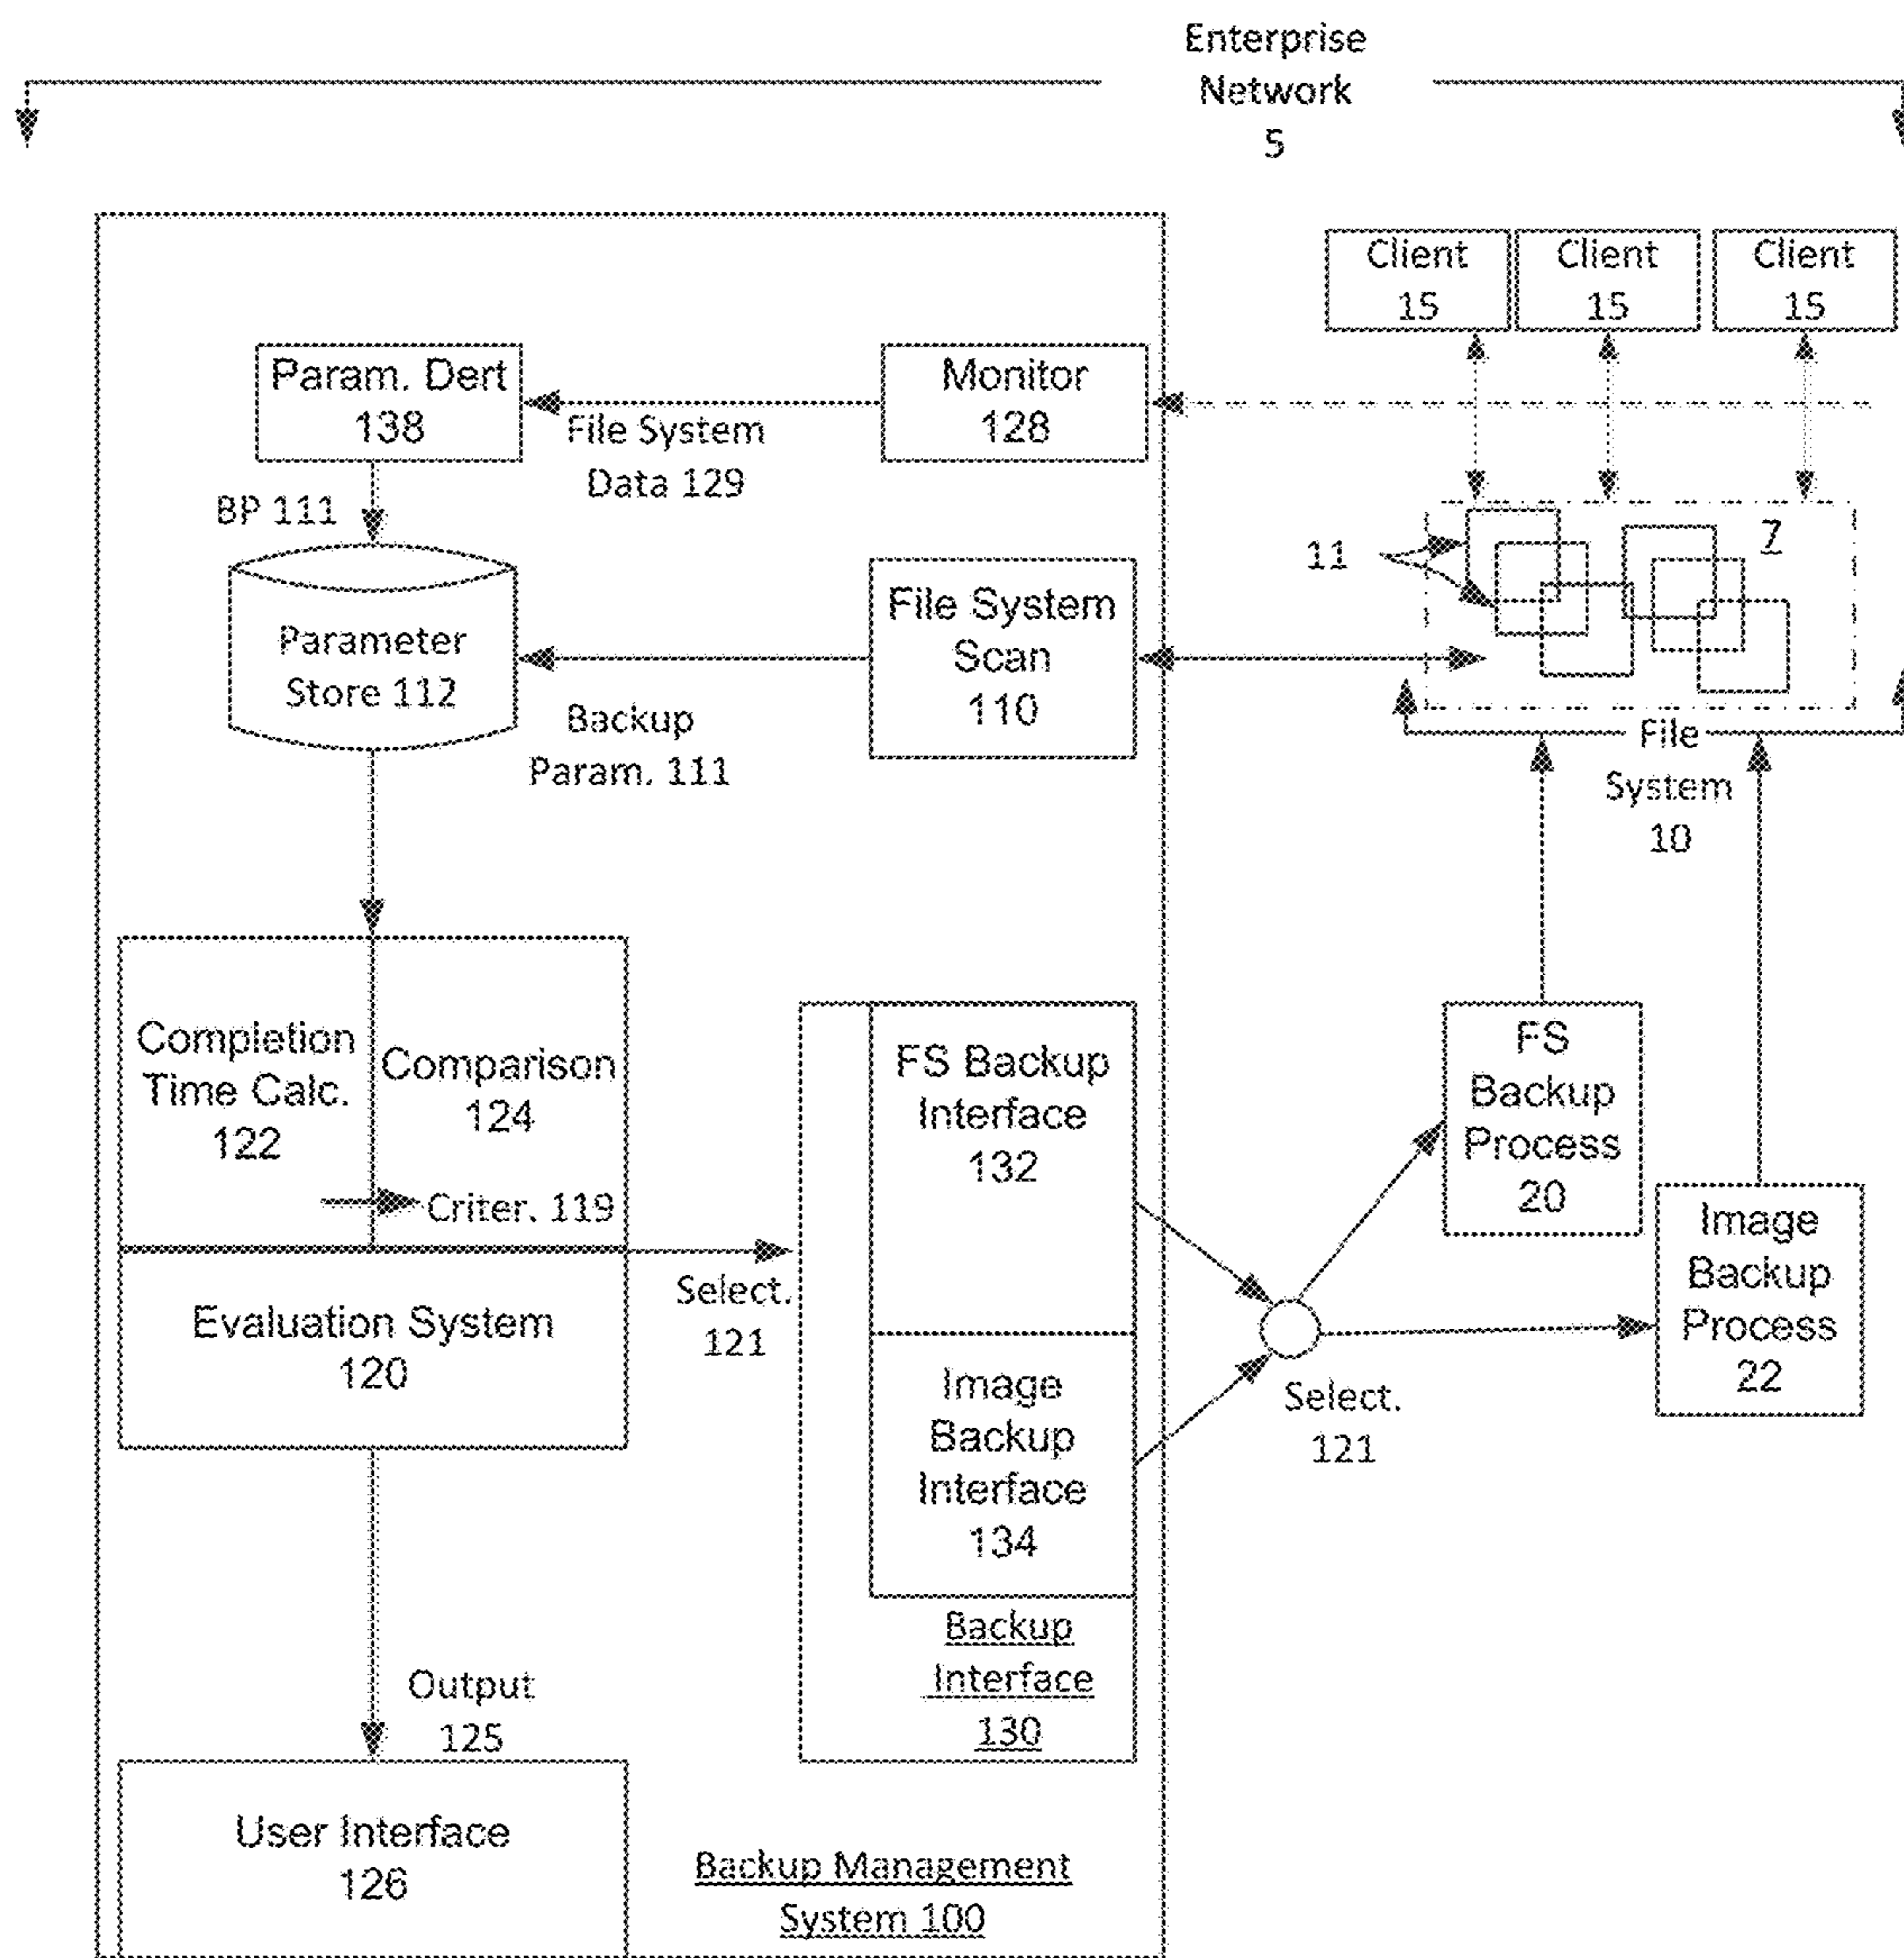 Enterprise
Network
5
Client
15
Client
15
Client
15
Param. Dert
138
Monitor
128
File System
Data 129
BP 111
11
7
Parameter
Store 112
File System
Scan
110
Backup
Param. 111
File
System
10
Completion
Time Calc.
122
Comparison
124
Criter. 119
Evaluation System
120
Select.
121
FS Backup
Interface
132
Image
Backup
Interface
134
Backup
Interface
130
FS
Backup
Process
20
Image
Backup
Process
22
Select.
121
Output
125
User Interface
126
Backup Management
System 100